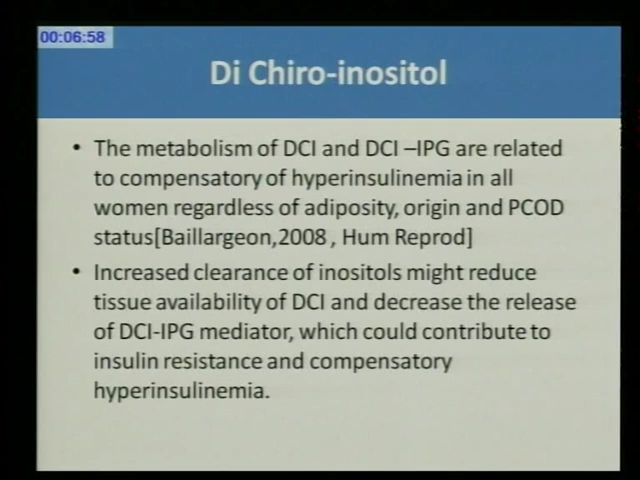 00:06:58
Di Chiro-inositol
• The metabolism of DCI and DCI –IPG are related
to compensatory of hyperinsulinemia in all
women regardless of adiposity, origin and PCOD
status[Baillargeon,2008 , Hum Reprod]
• Increased clearance of inositols might reduce
tissue availability of DCI and decrease the release
of DCI-IPG mediator, which could contribute to
insulin resistance and compensatory
hyperinsulinemia.